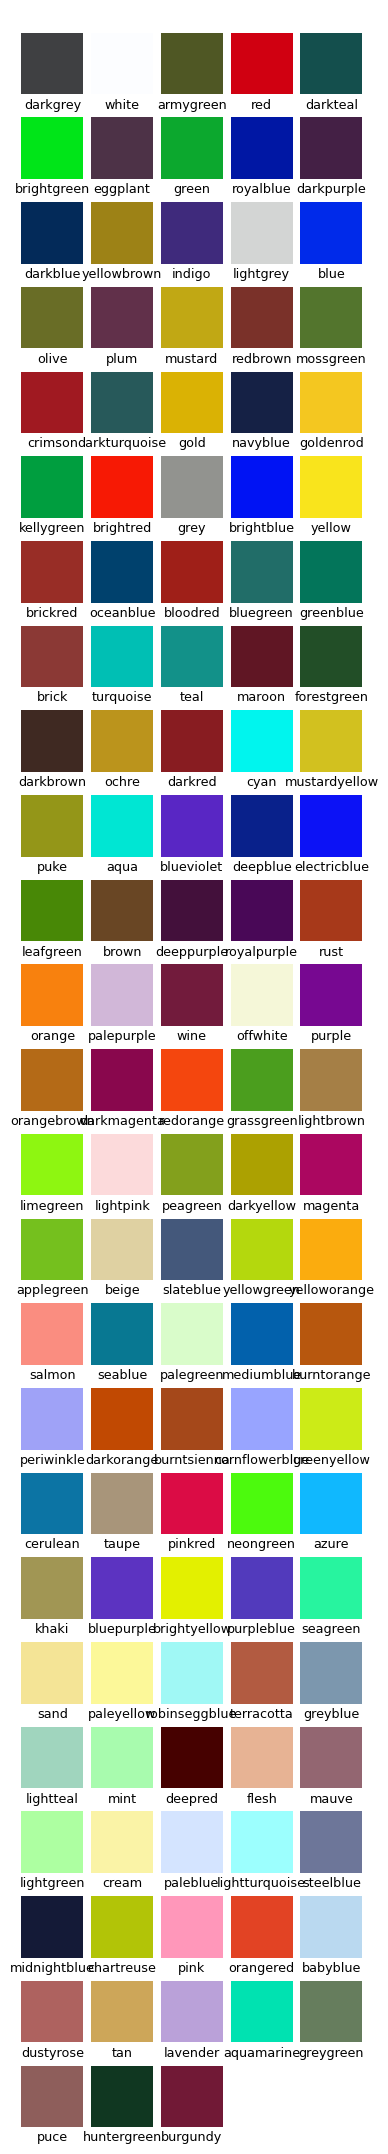 darkgrey white armygreen red darkteal
brightgreen eggplant green royalblue darkpurple
darkblue yellowbrown indigo lightgrey blue
olive plum mustard redbrown mossgreen
crimson darkturquoise gold navyblue goldenrod
kellygreen brightred grey brightblue yellow
brickred oceanblue bloodred bluegreen greenblue
brick turquoise teal maroon forestgreen
darkbrown ochre darkred cyan mustardyellow
puke aqua blueviolet deepblue electricblue
leafgreen brown deeppurple royalpurple rust
orange palepurple wine offwhite purple
orangebrown darkmagenta redorange grassgreen lightbrown
limegreen lightpink peagreen darkyellow magenta
applegreen beige slateblue yellowgreen yelloworange
salmon seablue palegreen mediumblue burntorange
periwinkle darkorange burntsienna cornflowerblue greenyellow
cerulean taupe pinkred neongreen azure
khaki bluepurple brightyellow purpleblue seagreen
sand paleyellow robinseggblue terracotta greyblue
lightteal mint deepred flesh mauve
lightgreen cream paleblue lightturquoise steelblue
midnightblue chartreuse pink orangered babyblue
dustyrose tan lavender aquamarine greygreen
puce huntergreen burgundy